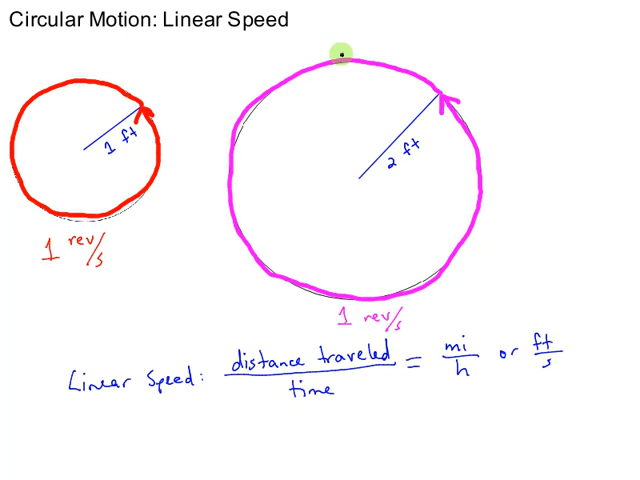 Circular Motion: Linear Speed
1 ft
2 ft
1 rev/s
1 rev/s
Linear Speed: distance traveled / time = mi/h or ft/s